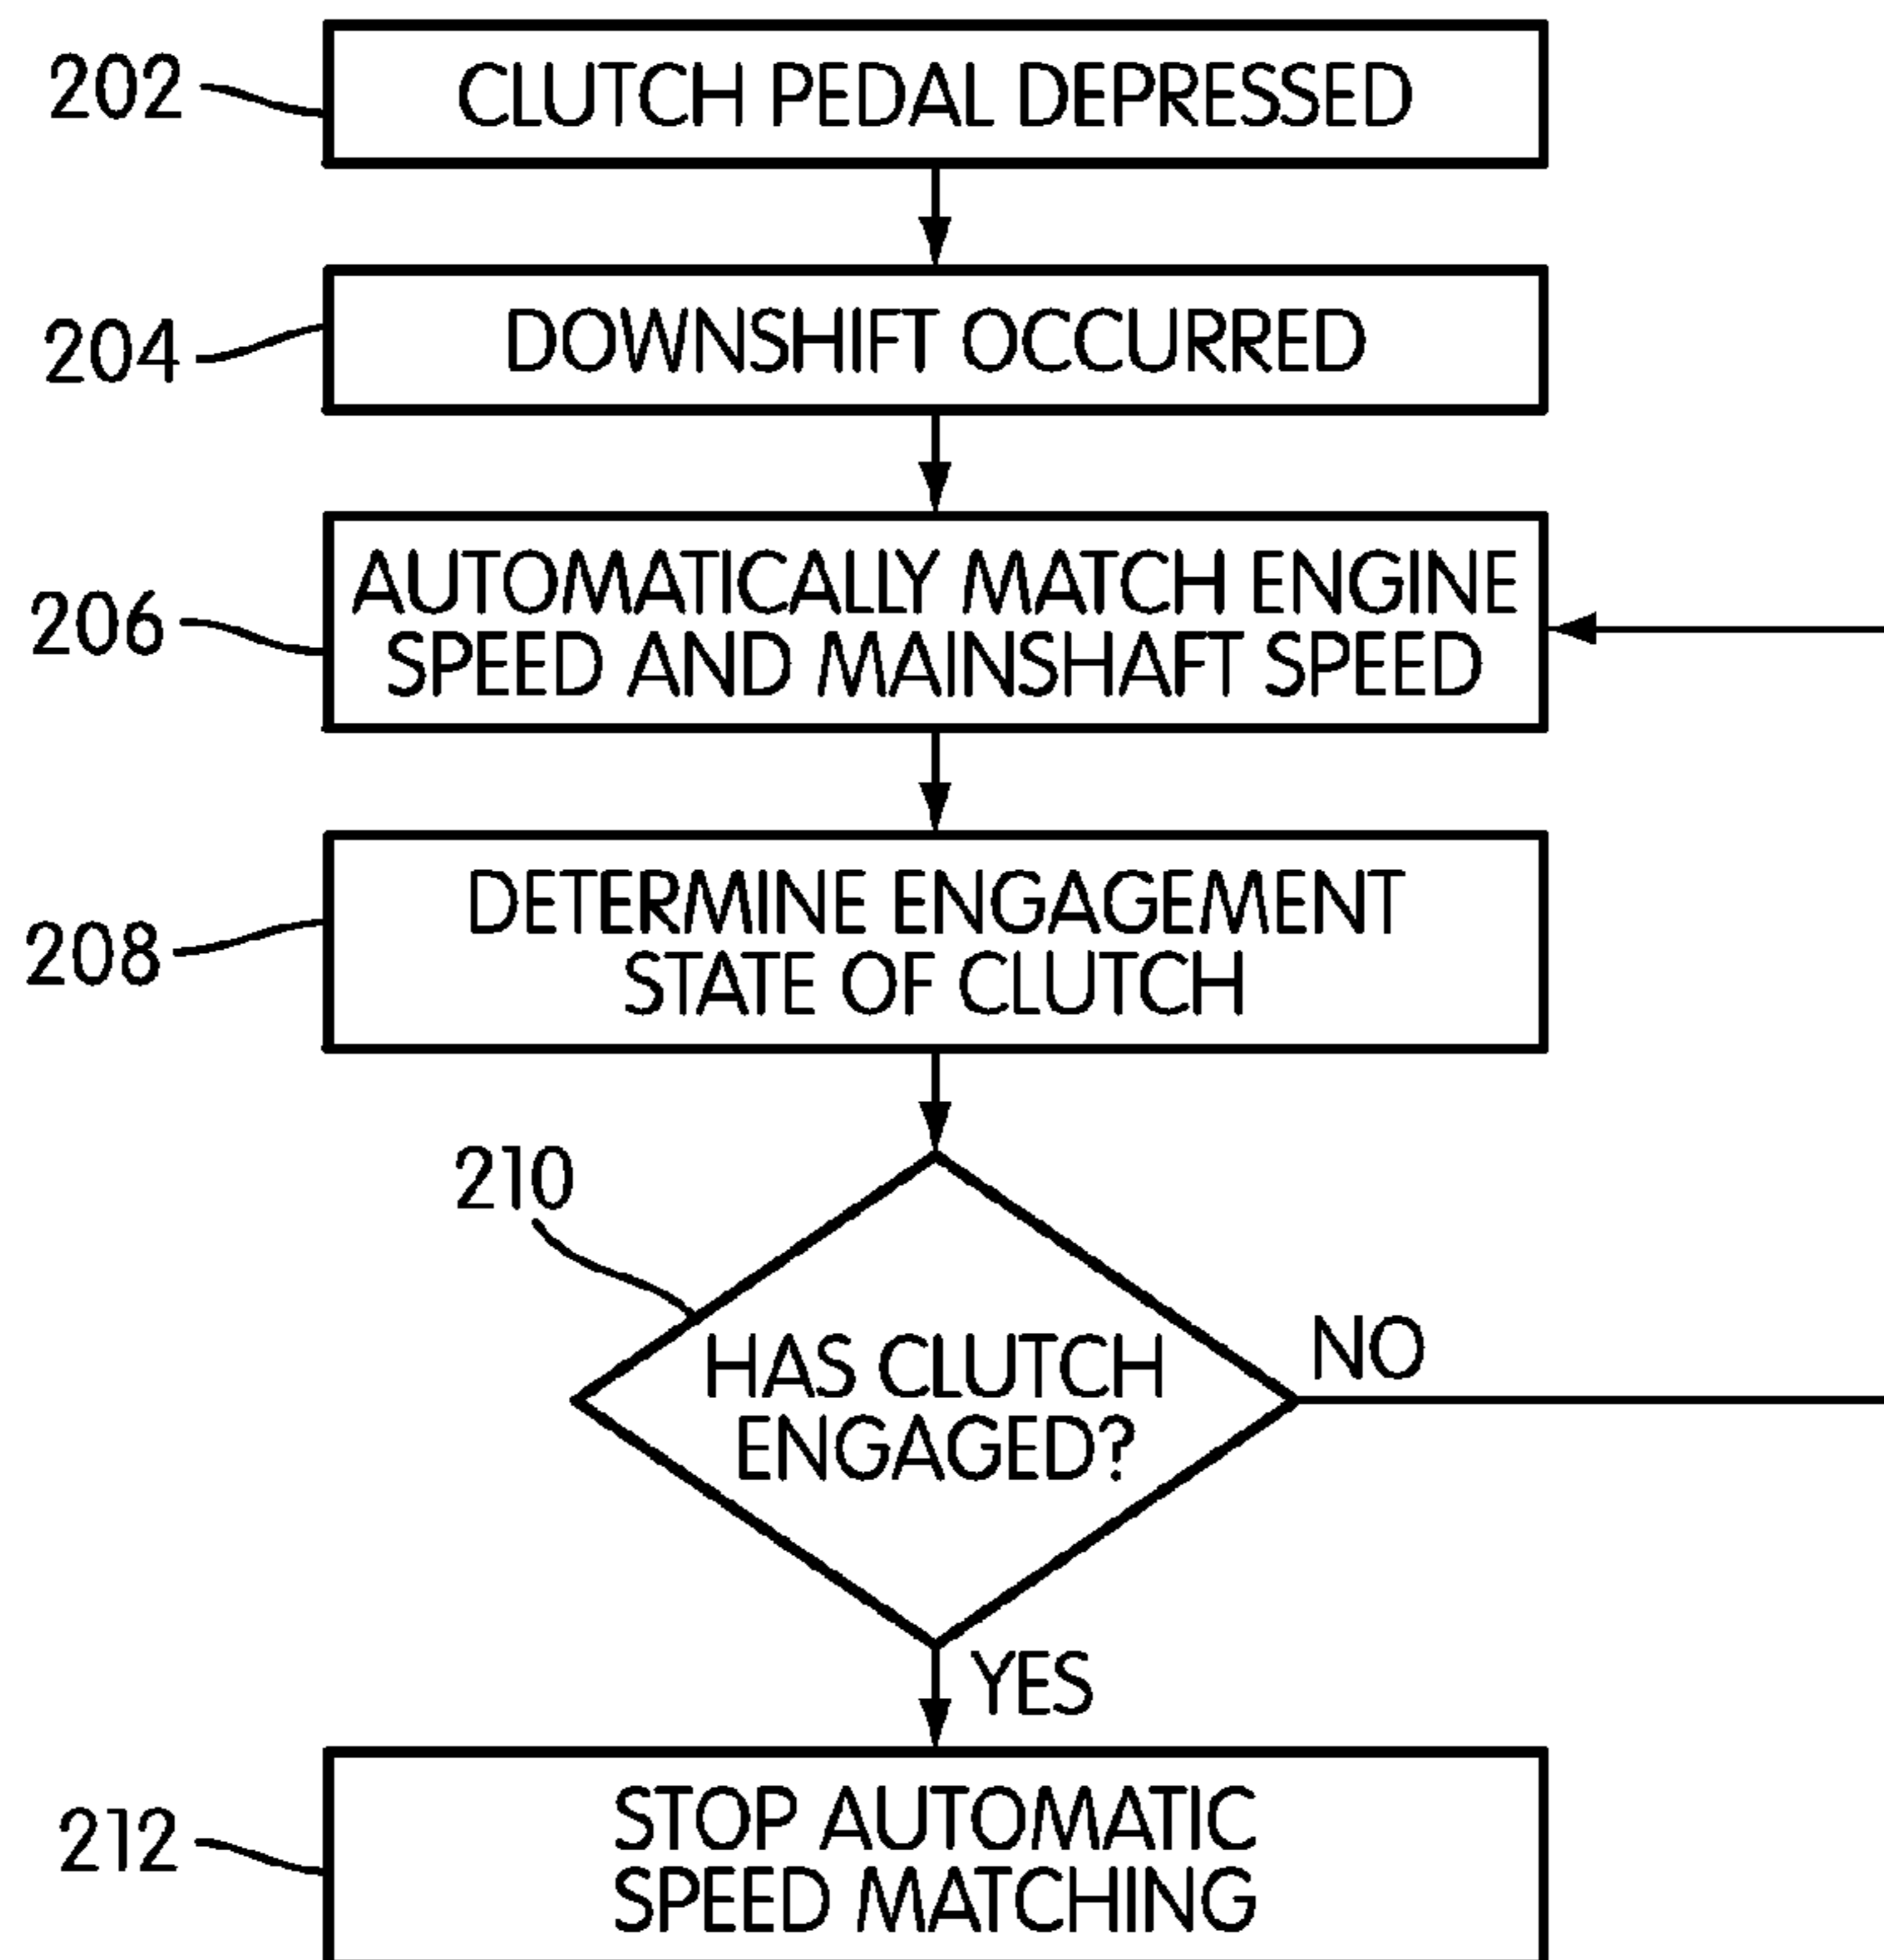 202
CLUTCH PEDAL DEPRESSED
204
DOWNSHIFT OCCURRED
206
AUTOMATICALLY MATCH ENGINE
SPEED AND MAINSHAFT SPEED
208
DETERMINE ENGAGEMENT
STATE OF CLUTCH
210
HAS CLUTCH
ENGAGED?
NO
YES
212
STOP AUTOMATIC
SPEED MATCHING